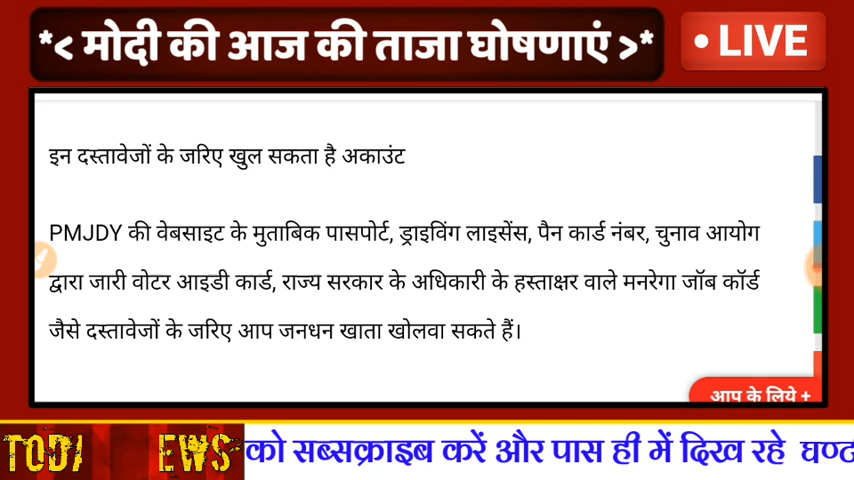 *< मोदी की आज की ताजा घोषणाएं >*
• LIVE
इन दस्तावेजों के जरिए खुल सकता है अकाउंट
PMJDY की वेबसाइट के मुताबिक पासपोर्ट, ड्राइविंग लाइसेंस, पैन कार्ड नंबर, चुनाव आयोग
द्वारा जारी वोटर आइडी कार्ड, राज्य सरकार के अधिकारी के हस्ताक्षर वाले मनरेगा जॉब कॉर्ड
जैसे दस्तावेजों के जरिए आप जनधन खाता खोलवा सकते हैं।
आप के लिये +
को सब्सक्राइब करें और पास ही में दिख रहे